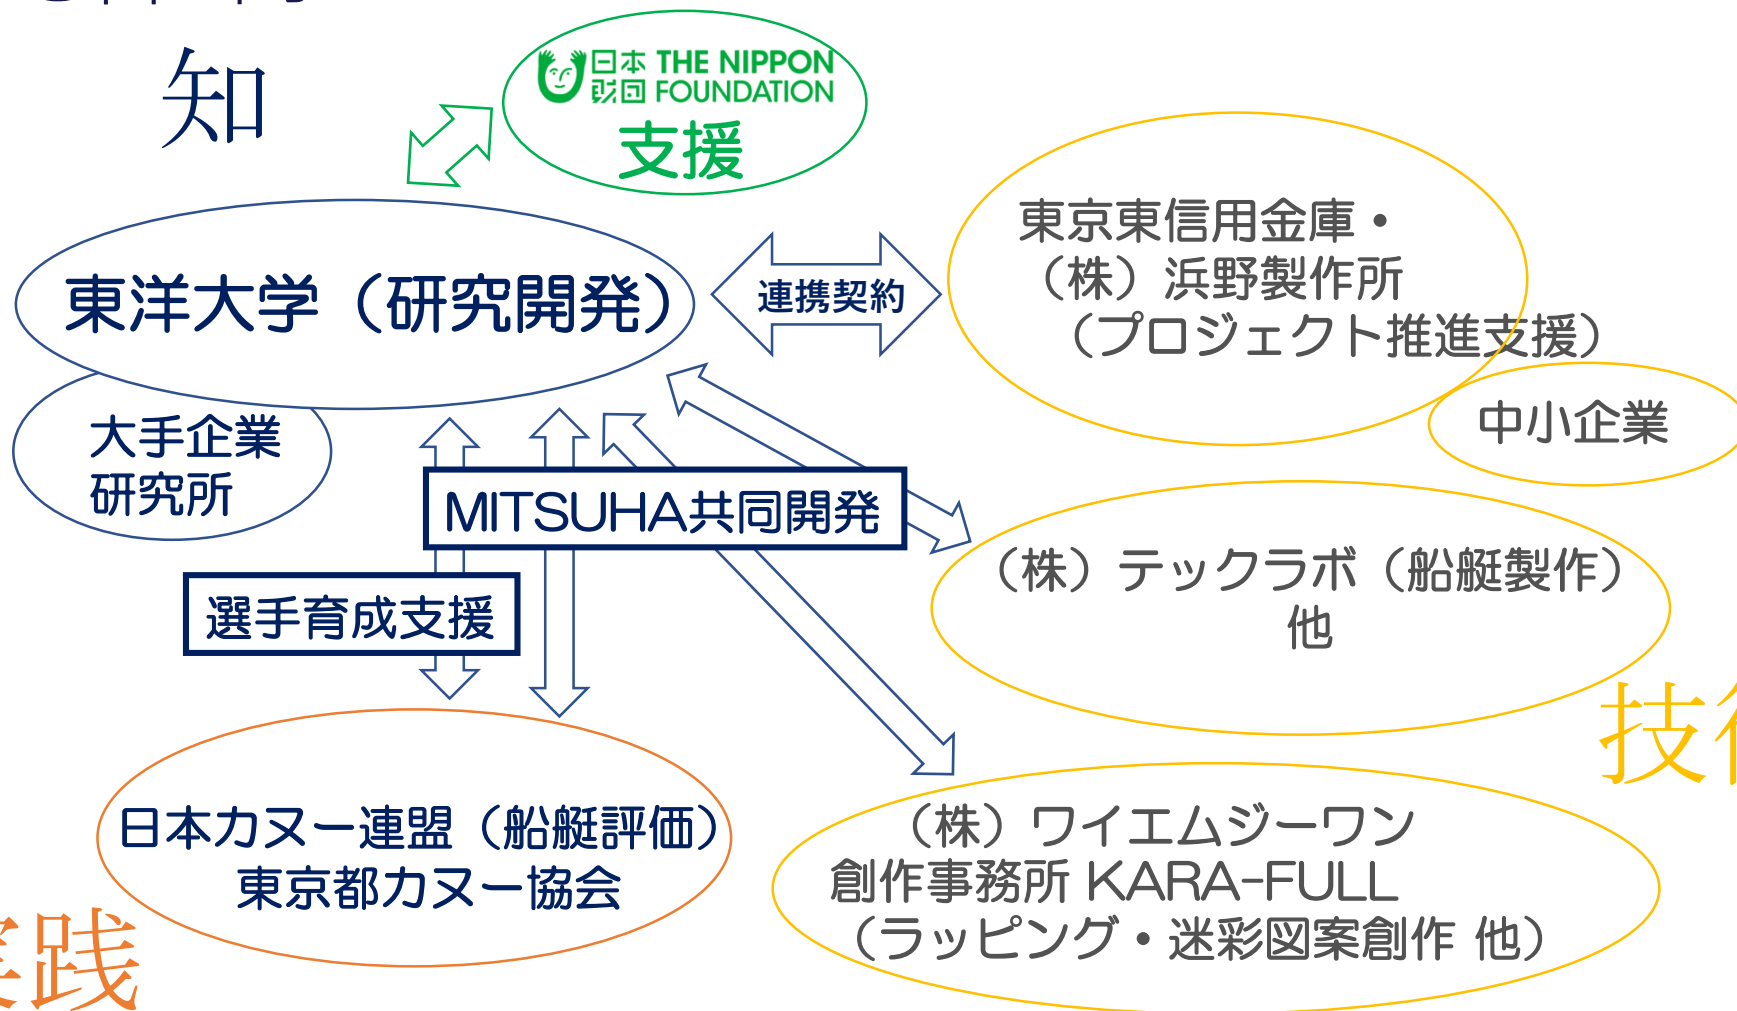 知
日本 THE NIPPON
財団 FOUNDATION
支援
東洋大学（研究開発）
連携契約
東京東信用金庫・
（株）浜野製作所
（プロジェクト推進支援）
中小企業
大手企業
研究所
MITSUHA共同開発
選手育成支援
（株）テックラボ（船艇製作）
他
技
日本カヌー連盟（船艇評価）
東京都カヌー協会
（株）ワイエムジーワン
創作事務所 KARA-FULL
（ラッピング・迷彩図案創作 他）
実践